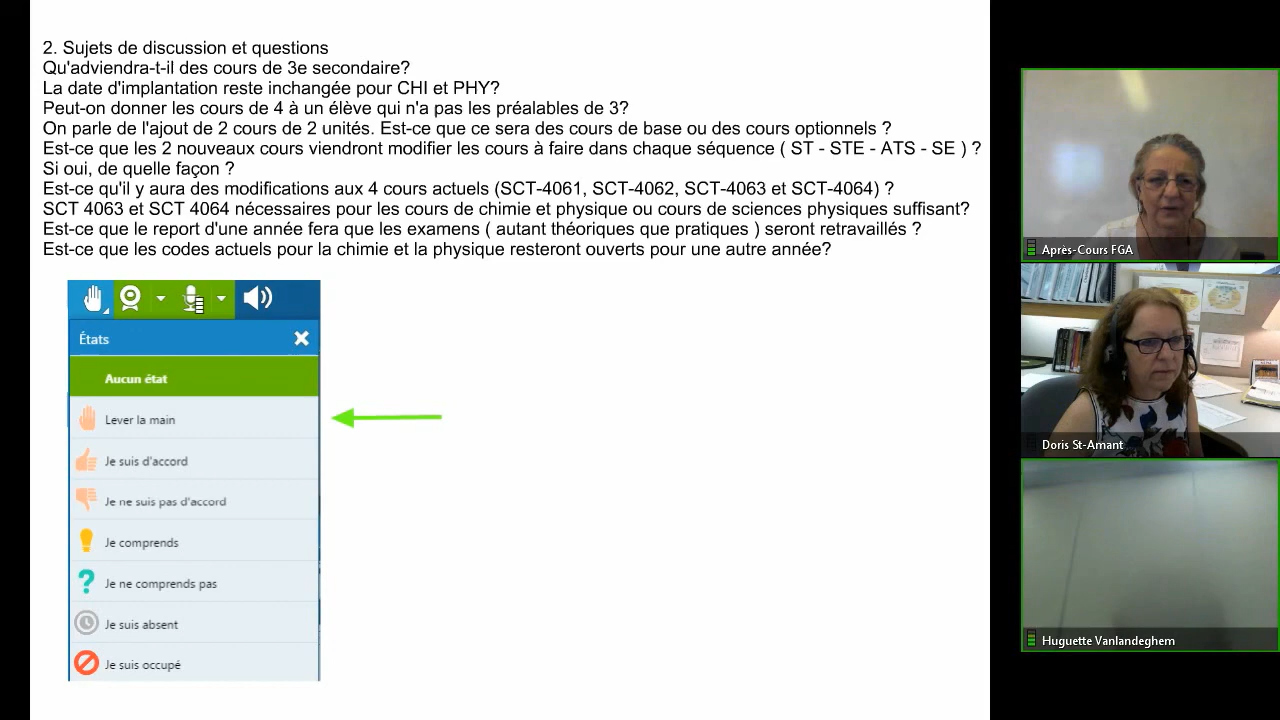 2. Sujets de discussion et questions
Qu'adviendra-t-il des cours de 3e secondaire?
La date d'implantation reste inchangée pour CHI et PHY?
Peut-on donner les cours de 4 à un élève qui n'a pas les préalables de 3?
On parle de l'ajout de 2 cours de 2 unités. Est-ce que ce sera des cours de base ou des cours optionnels ?
Est-ce que les 2 nouveaux cours viendront modifier les cours à faire dans chaque séquence ( ST - STE - ATS - SE ) ?
Si oui, de quelle façon ?
Est-ce qu'il y aura des modifications aux 4 cours actuels (SCT-4061, SCT-4062, SCT-4063 et SCT-4064) ?
SCT 4063 et SCT 4064 nécessaires pour les cours de chimie et physique ou cours de sciences physiques suffisant?
Est-ce que le report d'une année fera que les examens ( autant théoriques que pratiques ) seront retravaillés ?
Est-ce que les codes actuels pour la chimie et la physique resteront ouverts pour une autre année?
États
Aucun état
Lever la main
Je suis d'accord
Je ne suis pas d'accord
Je comprends
Je ne comprends pas
Je suis absent
Je suis occupé
Après-Cours FGA
Doris St-Amant
Huguette Vanlandeghem